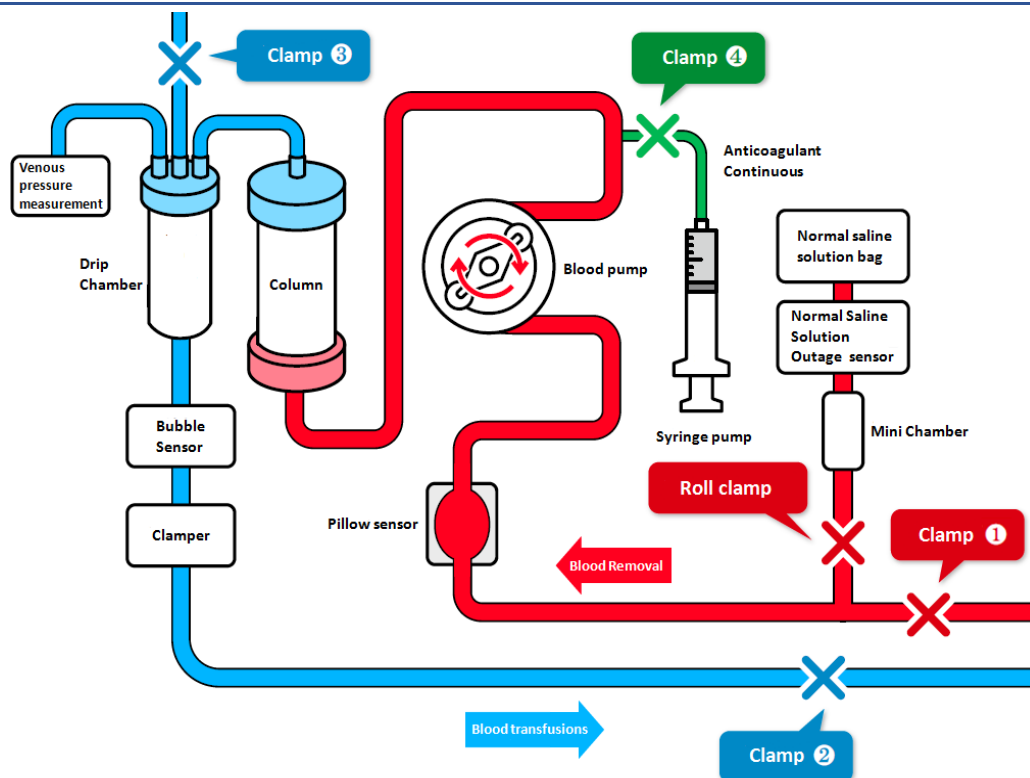 Clamp ❸
Clamp ❹
Venous
pressure
measurement
Anticoagulant
Continuous
Normal saline
solution bag
Drip
Chamber
Column
Blood pump
Normal Saline
Solution
Outage sensor
Bubble
Sensor
Syringe pump
Mini Chamber
Roll clamp
Pillow sensor
Clamper
Clamp ❶
Blood Removal
Blood transfusions
Clamp ❷